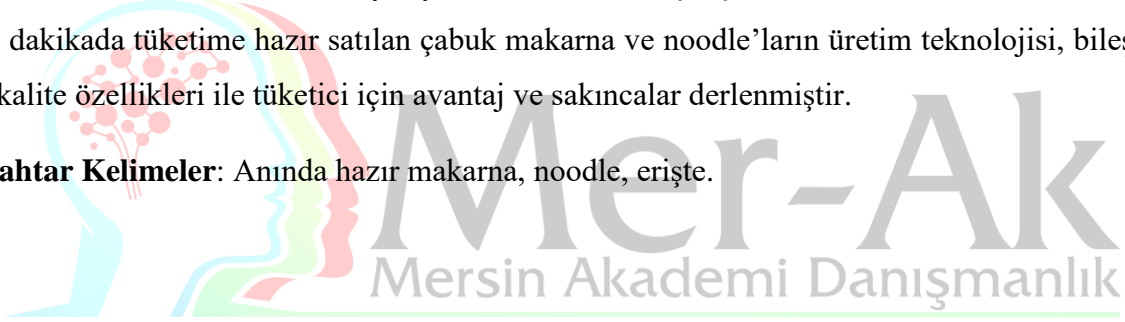 dakikada tüketime hazır satılan çabuk makarna ve noodle’ların üretim teknolojisi,
kalite özellikleri ile tüketici için avantaj ve sakıncalar derlenmiştir.
Kelimeler: Anında hazır makarna, noodle, erişte.
Mer-Ak
Mersin Akademi Danışmanlık